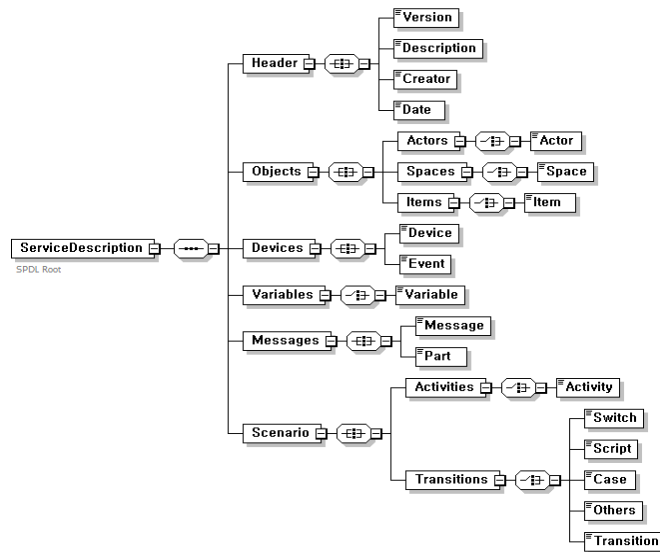 Version
Description
Header
Creator
Date
Actors Actor
Objects Spaces Space
Items Item
Device
ServiceDescription Devices
SPDL Root
Event
Variables Variable
Message
Messages
Part
Activities Activity
Switch
Scenario
Script
Transitions Case
Others
Transition